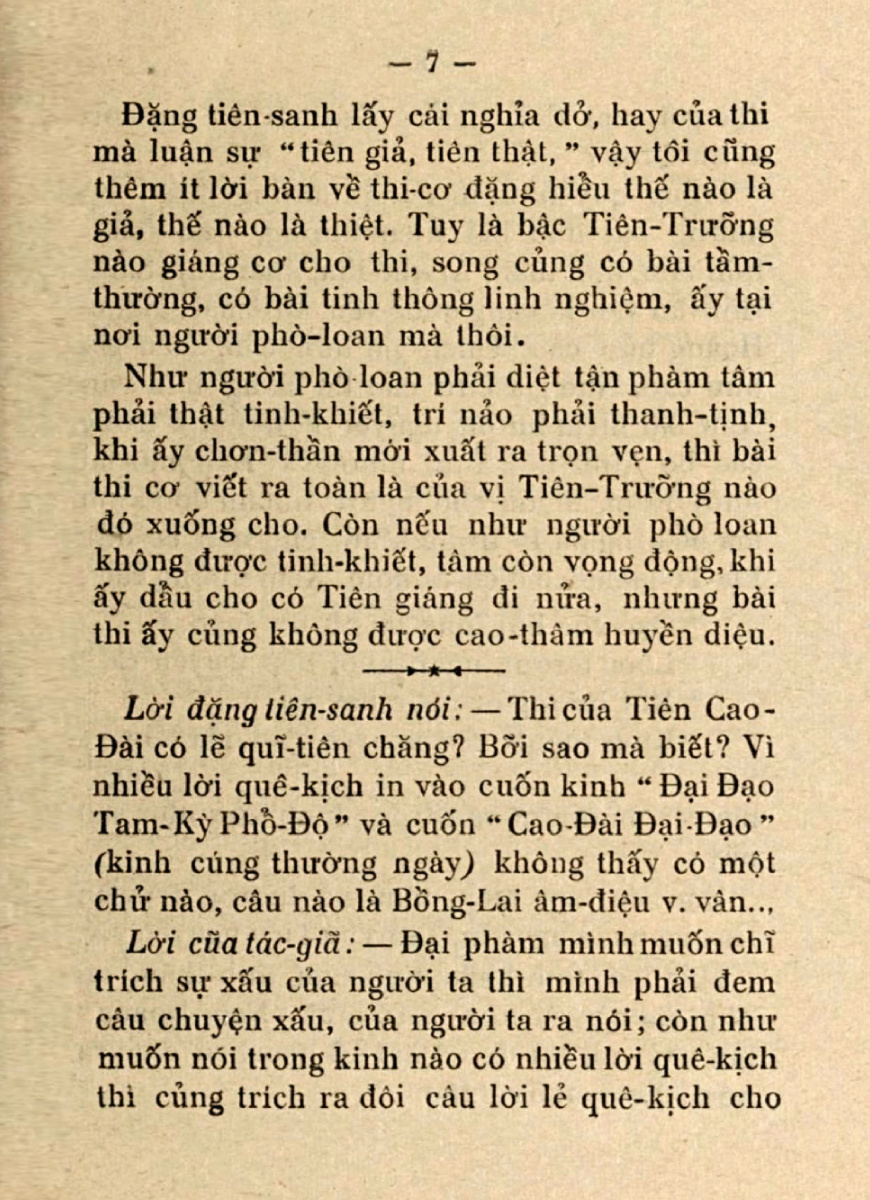 — 7 —
Đặng tiên-sanh lấy cái nghĩa dở, hay của thi
mà luận sự “tiên giả, tiên thật,” vậy tôi cũng
thêm ít lời bàn về thi-cơ đặng hiểu thế nào là
giả, thế nào là thiệt. Tuy là bậc Tiên-Trưỡng
nào giáng cơ cho thi, song củng có bài tầm-
thường, có bài tinh thông linh nghiệm, ấy tại
nơi người phò-loan mà thôi.
Như người phò-loan phải diệt tận phàm tâm
phải thật tinh-khiết, trí nảo phải thanh-tịnh,
khi ấy chơn-thần mới xuất ra trọn vẹn, thì bài
thi cơ viết ra toàn là của vị Tiên-Trưỡng nào
đó xuống cho. Còn nếu như người phò loan
không được tinh-khiết, tâm còn vọng động, khi
ấy dầu cho có Tiên giáng đi nửa, nhưng bài
thi ấy củng không được cao-thâm huyền diệu.
Lời đặng tiên-sanh nói: — Thi của Tiên Cao-
Đài có lẽ quĩ-tiên chăng? Bỡi sao mà biết? Vì
nhiều lời quê-kịch in vào cuốn kinh “Đại Đạo
Tam-Kỳ Phổ-Độ” và cuốn “Cao-Đài Đại-Đạo”
(kinh cúng thường ngày) không thấy có một
chử nào, câu nào là Bồng-Lai âm-điệu v. vân...
Lời cũa tác-giã: — Đại phàm mình muốn chĩ
trích sự xấu của người ta thì mình phải đem
câu chuyện xấu, của người ta ra nói; còn như
muốn nói trong kinh nào có nhiều lời quê-kịch
thì củng trích ra đôi câu lời lẻ quê-kịch cho